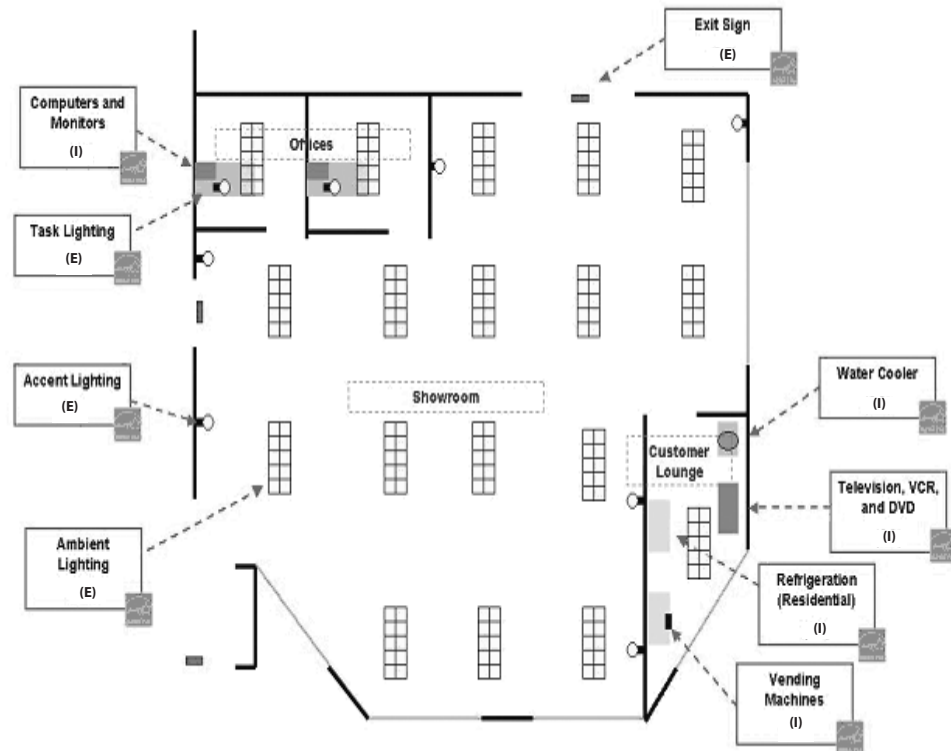 Exit Sign
(E)
Computers and
Monitors
(I)
Offices
Task Lighting
(E)
Accent Lighting
(E)
Showroom
Water Cooler
(I)
Customer
Lounge
Television, VCR,
and DVD
(I)
Ambient
Lighting
(E)
Refrigeration
(Residential)
(I)
Vending
Machines
(I)